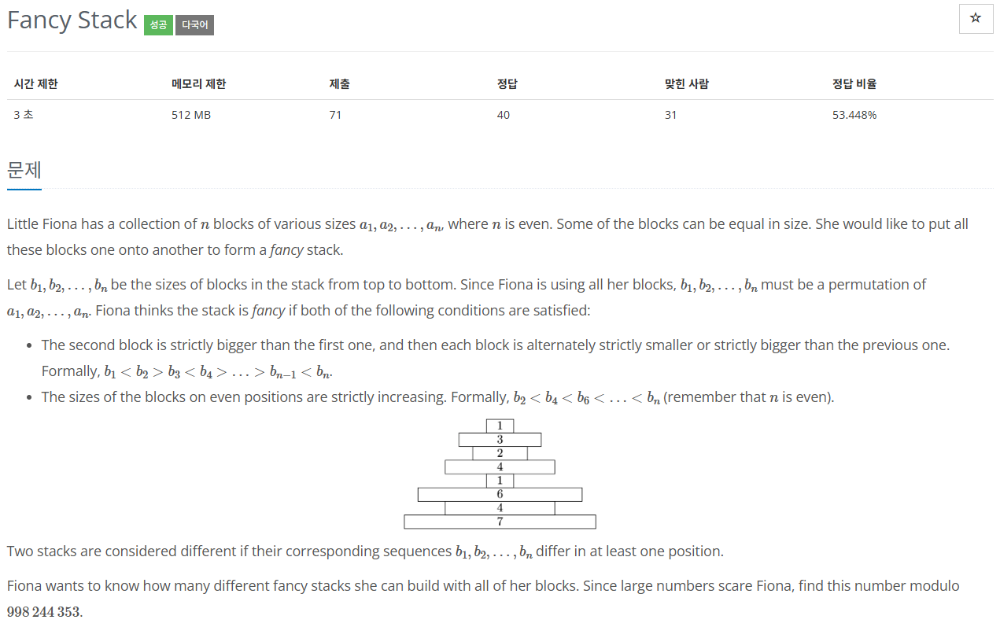 Fancy Stack 성공 다국어
☆
시간 제한 메모리 제한 제출 정답 맞힌 사람 정답 비율
3 초 512 MB 71 40 31 53.448%
문제
Little Fiona has a collection of n blocks of various sizes a₁, a₂, . . . , aₙ, where n is even. Some of the blocks can be equal in size. She would like to put all
these blocks one onto another to form a fancy stack.
Let b₁, b₂, . . . , bₙ be the sizes of blocks in the stack from top to bottom. Since Fiona is using all her blocks, b₁, b₂, . . . , bₙ must be a permutation of
a₁, a₂, . . . , aₙ. Fiona thinks the stack is fancy if both of the following conditions are satisfied:
• The second block is strictly bigger than the first one, and then each block is alternately strictly smaller or strictly bigger than the previous one.
Formally, b₁ < b₂ > b₃ < b₄ > . . . > bₙ₋₁ < bₙ.
• The sizes of the blocks on even positions are strictly increasing. Formally, b₂ < b₄ < b₆ < . . . < bₙ (remember that n is even).
1
3
2
4
1
6
4
7
Two stacks are considered different if their corresponding sequences b₁, b₂, . . . , bₙ differ in at least one position.
Fiona wants to know how many different fancy stacks she can build with all of her blocks. Since large numbers scare Fiona, find this number modulo
998 244 353.